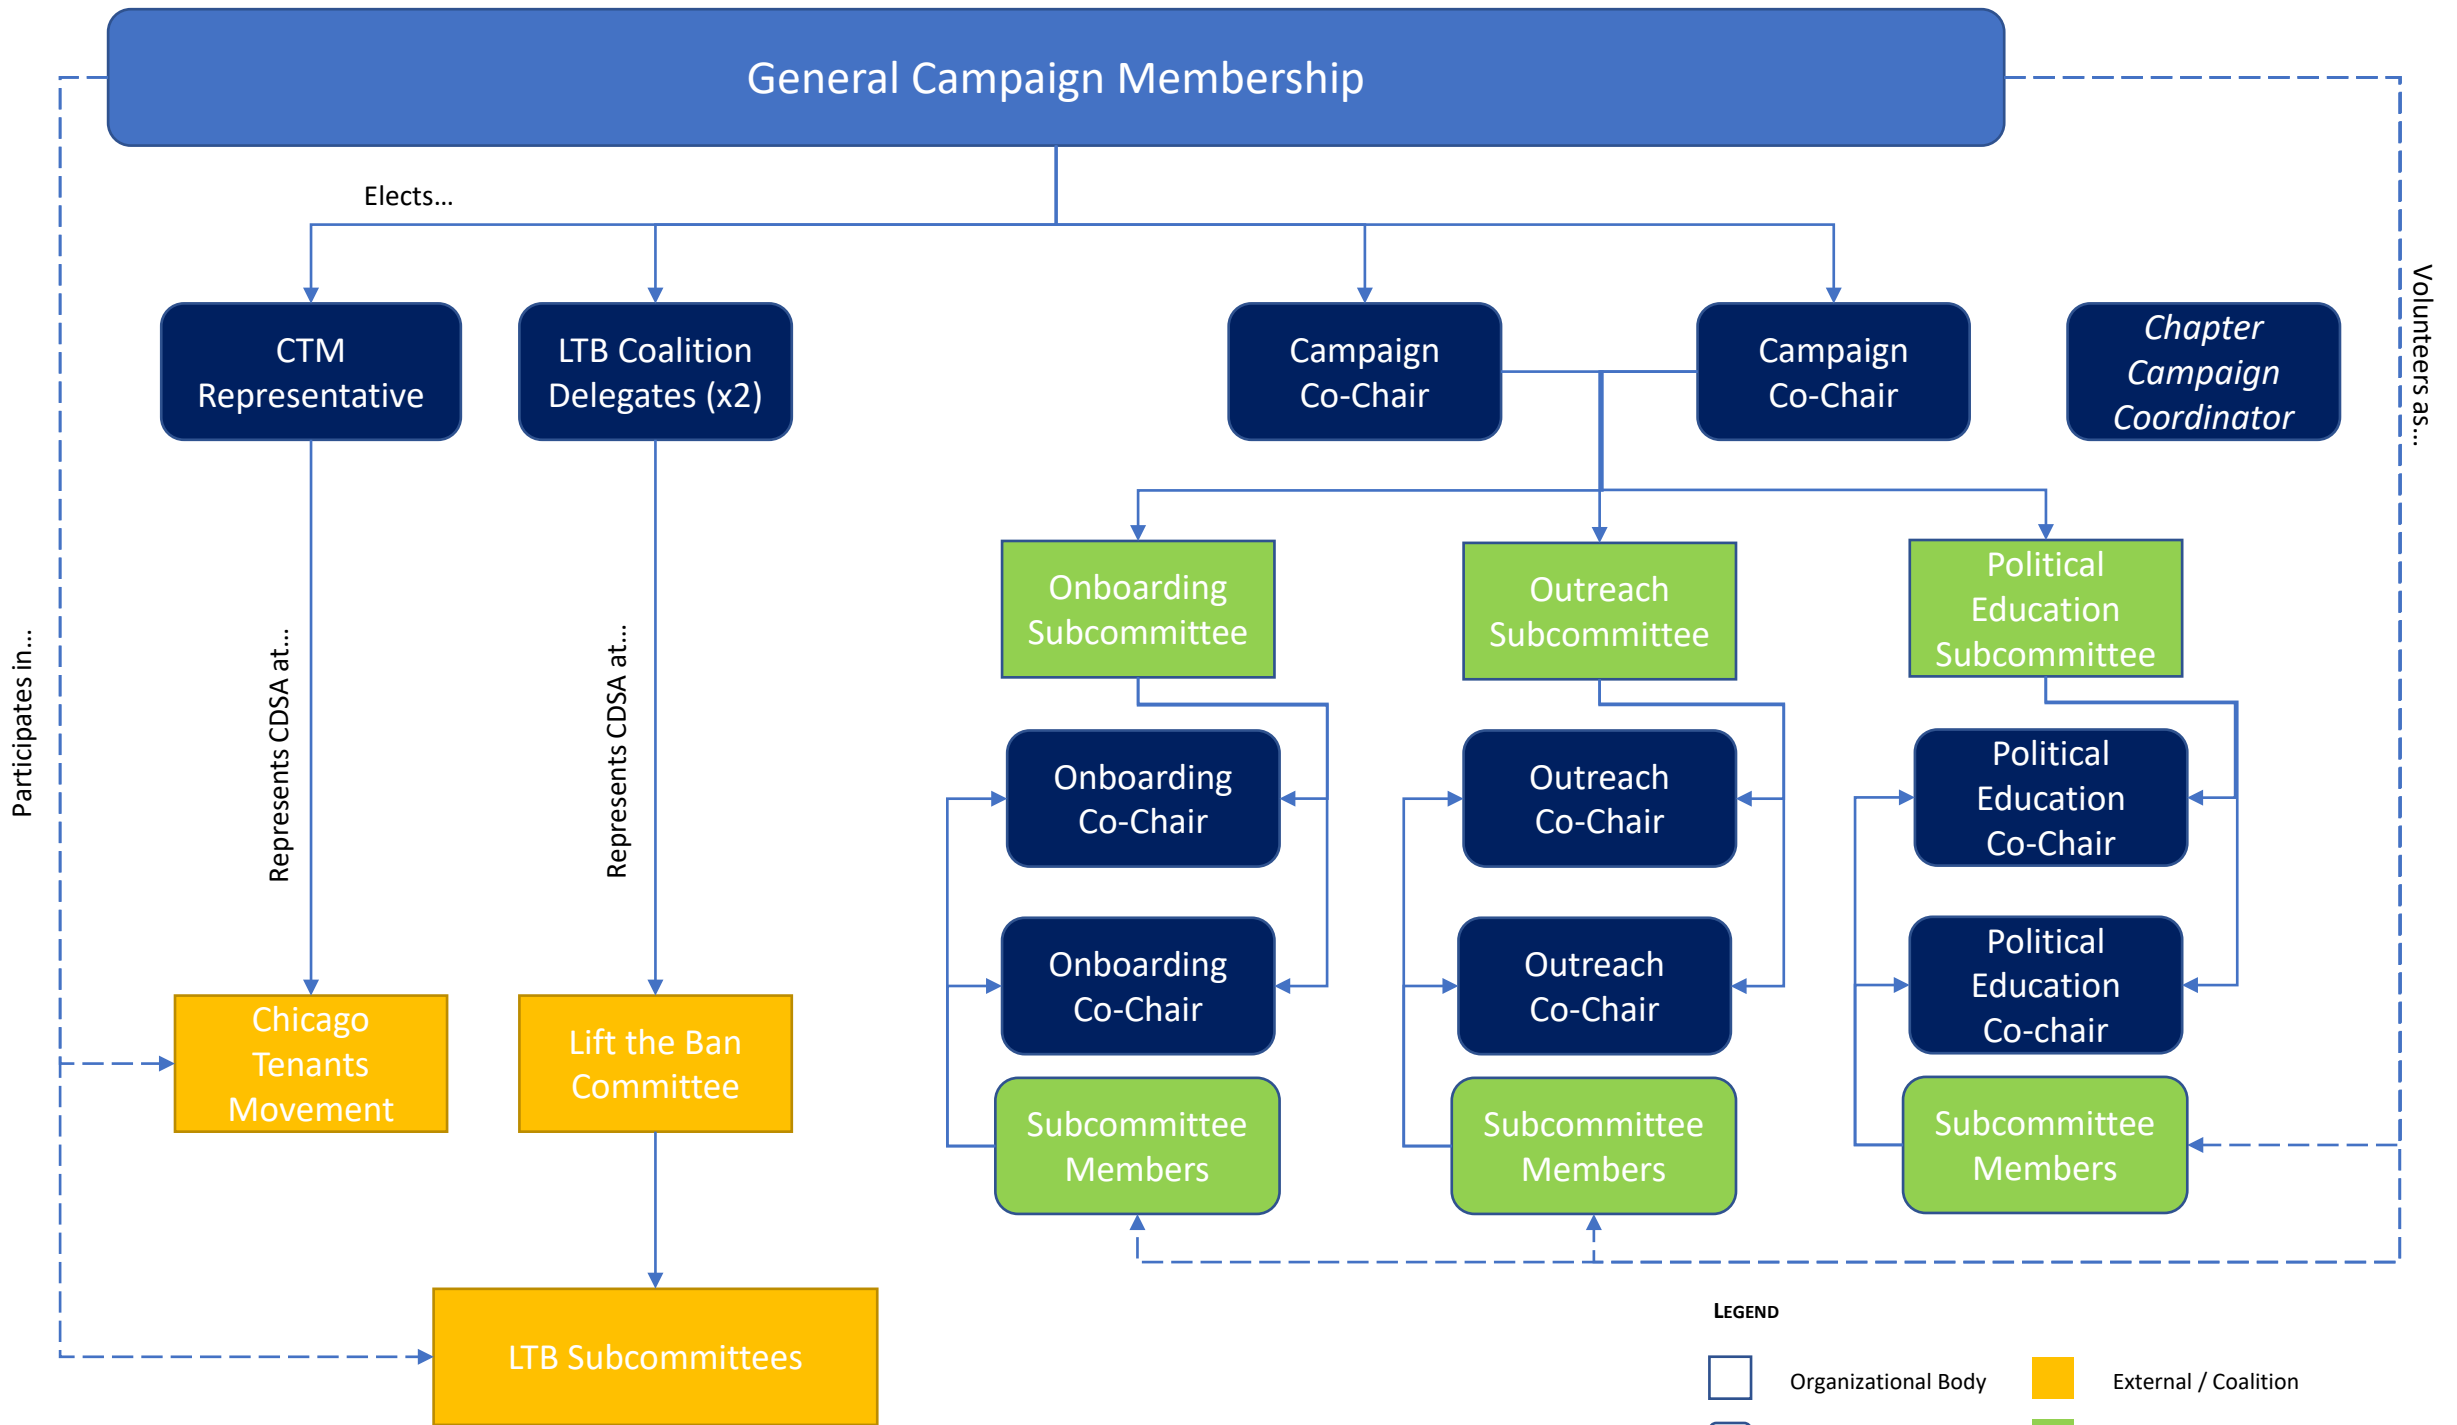 General Campaign Membership
Elects...
CTM
Representative
LTB Coalition
Delegates (x2)
Campaign
Co-Chair
Campaign
Co-Chair
Chapter
Campaign
Coordinator
Volunteers as...
Participates in...
Represents CDSA at...
Represents CDSA at...
Onboarding
Subcommittee
Outreach
Subcommittee
Political
Education
Subcommittee
Onboarding
Co-Chair
Outreach
Co-Chair
Political
Education
Co-Chair
Onboarding
Co-Chair
Outreach
Co-Chair
Political
Education
Co-chair
Chicago
Tenants
Movement
Lift the Ban
Committee
Subcommittee
Members
Subcommittee
Members
Subcommittee
Members
LTB Subcommittees
LEGEND
Organizational Body
External / Coalition